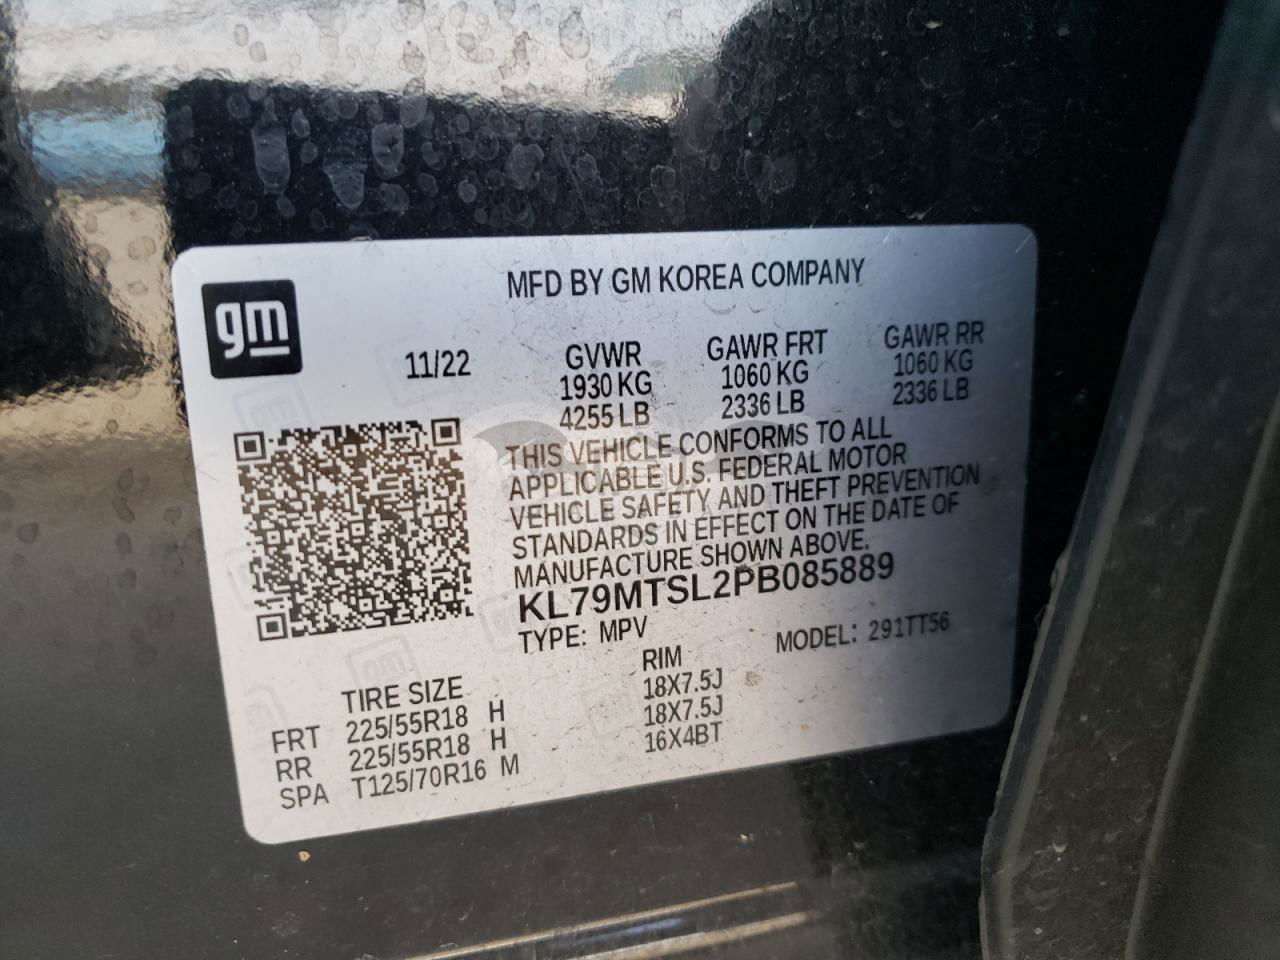 gm
MFD BY GM KOREA COMPANY
11/22 GVWR GAWR FRT GAWR RR
1930 KG 1060 KG 1060 KG
4255 LB 2336 LB 2336 LB
THIS VEHICLE CONFORMS TO ALL
APPLICABLE U.S. FEDERAL MOTOR
VEHICLE SAFETY AND THEFT PREVENTION
STANDARDS IN EFFECT ON THE DATE OF
MANUFACTURE SHOWN ABOVE.
KL79MTSL2PB085889
TYPE: MPV MODEL: 291TT56
TIRE SIZE RIM
FRT 225/55R18 H 18X7.5J
RR 225/55R18 H 18X7.5J
SPA T125/70R16 M 16X4BT